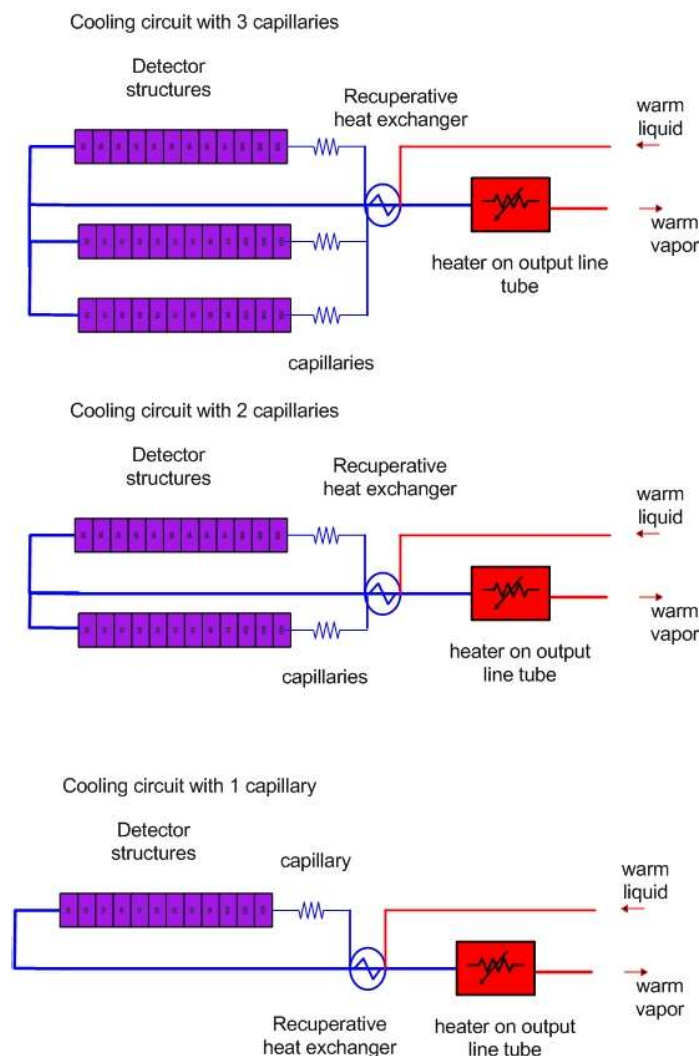 Cooling circuit with 3 capillaries
Detector
structures
Recuperative
heat exchanger
warm
liquid
warm
vapor
heater on output line
tube
capillaries
Cooling circuit with 2 capillaries
Detector
structures
Recuperative
heat exchanger
warm
liquid
warm
vapor
heater on output
line tube
capillaries
Cooling circuit with 1 capillary
Detector
structures
capillary
warm
liquid
warm
vapor
Recuperative
heat exchanger
heater on output
line tube